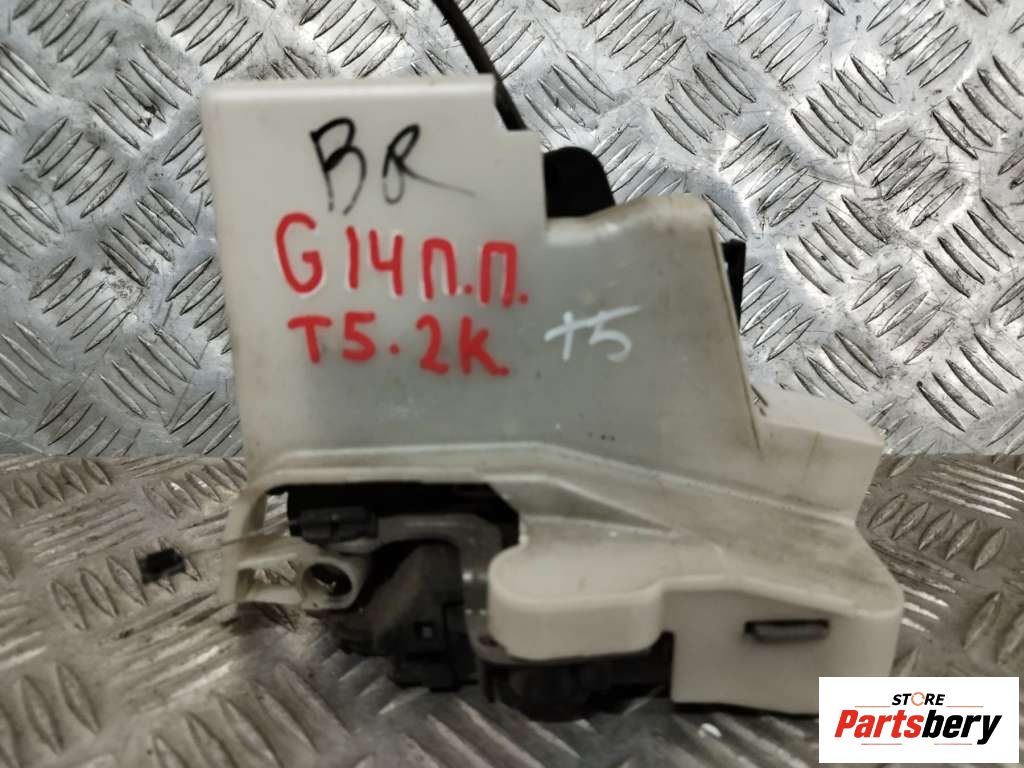 BR
G14П.П.
T5.2K
T5
STORE
Partsbery